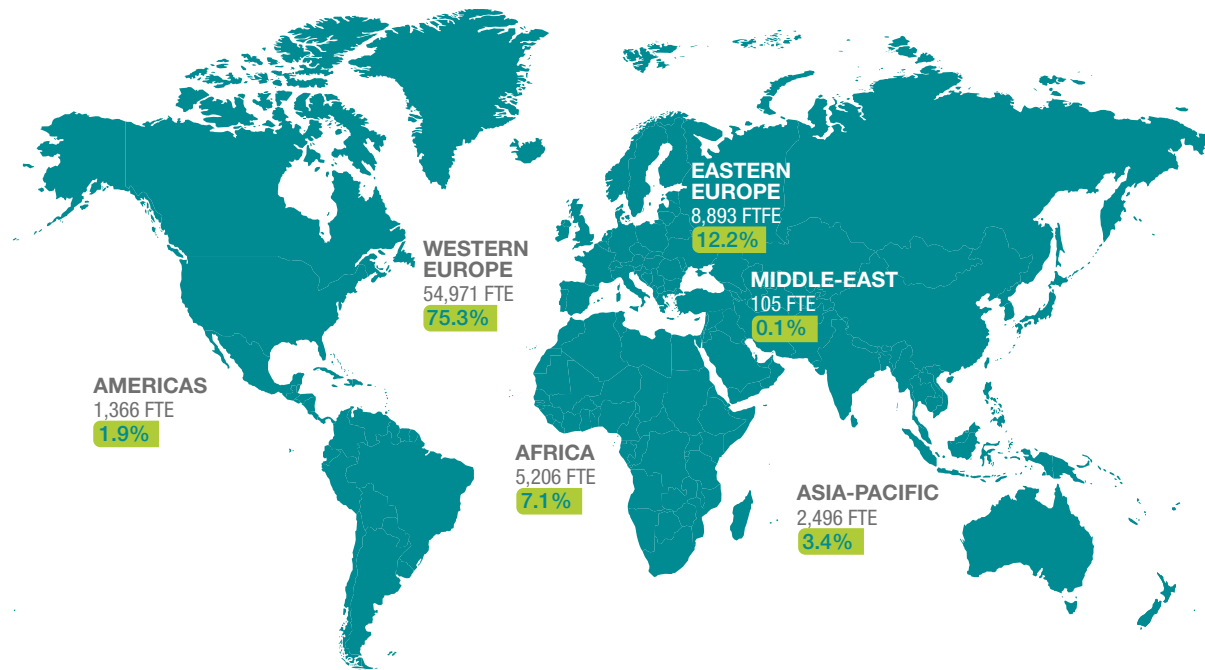 EASTERN
EUROPE
8,893 FTFE
12.2%
WESTERN
EUROPE
54,971 FTE
75.3%
MIDDLE-EAST
105 FTE
0.1%
AMERICAS
1,366 FTE
1.9%
AFRICA
5,206 FTE
7.1%
ASIA-PACIFIC
2,496 FTE
3.4%